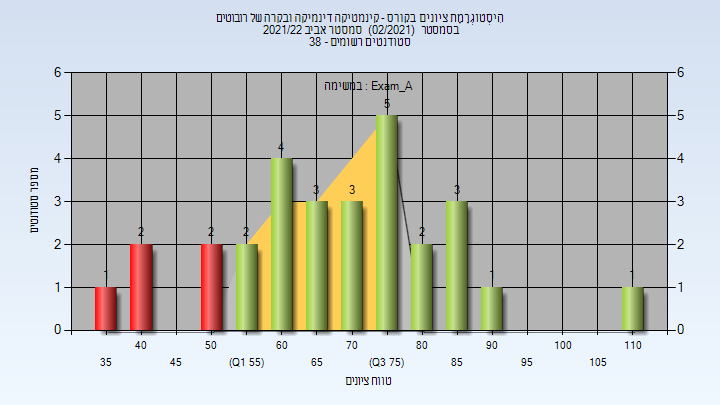 היסטוגרמת ציונים בקורס - קינמטיקה דינמיקה ובקרה של רובוטים
בסמסטר (02/2021) סמסטר אביב 2021/22
סטודנטים רשומים - 38
במשימה : Exam_A
מספר סטודנטים
6 6
5 5
4 4
3 3
2 2
1 1
0 0
1 2 2 2 4 3 3 5 2 3 1 1
40 50 60 70 80 90 100 110
35 45 (Q1 55) 65 (Q3 75) 85 95 105
טווח ציונים